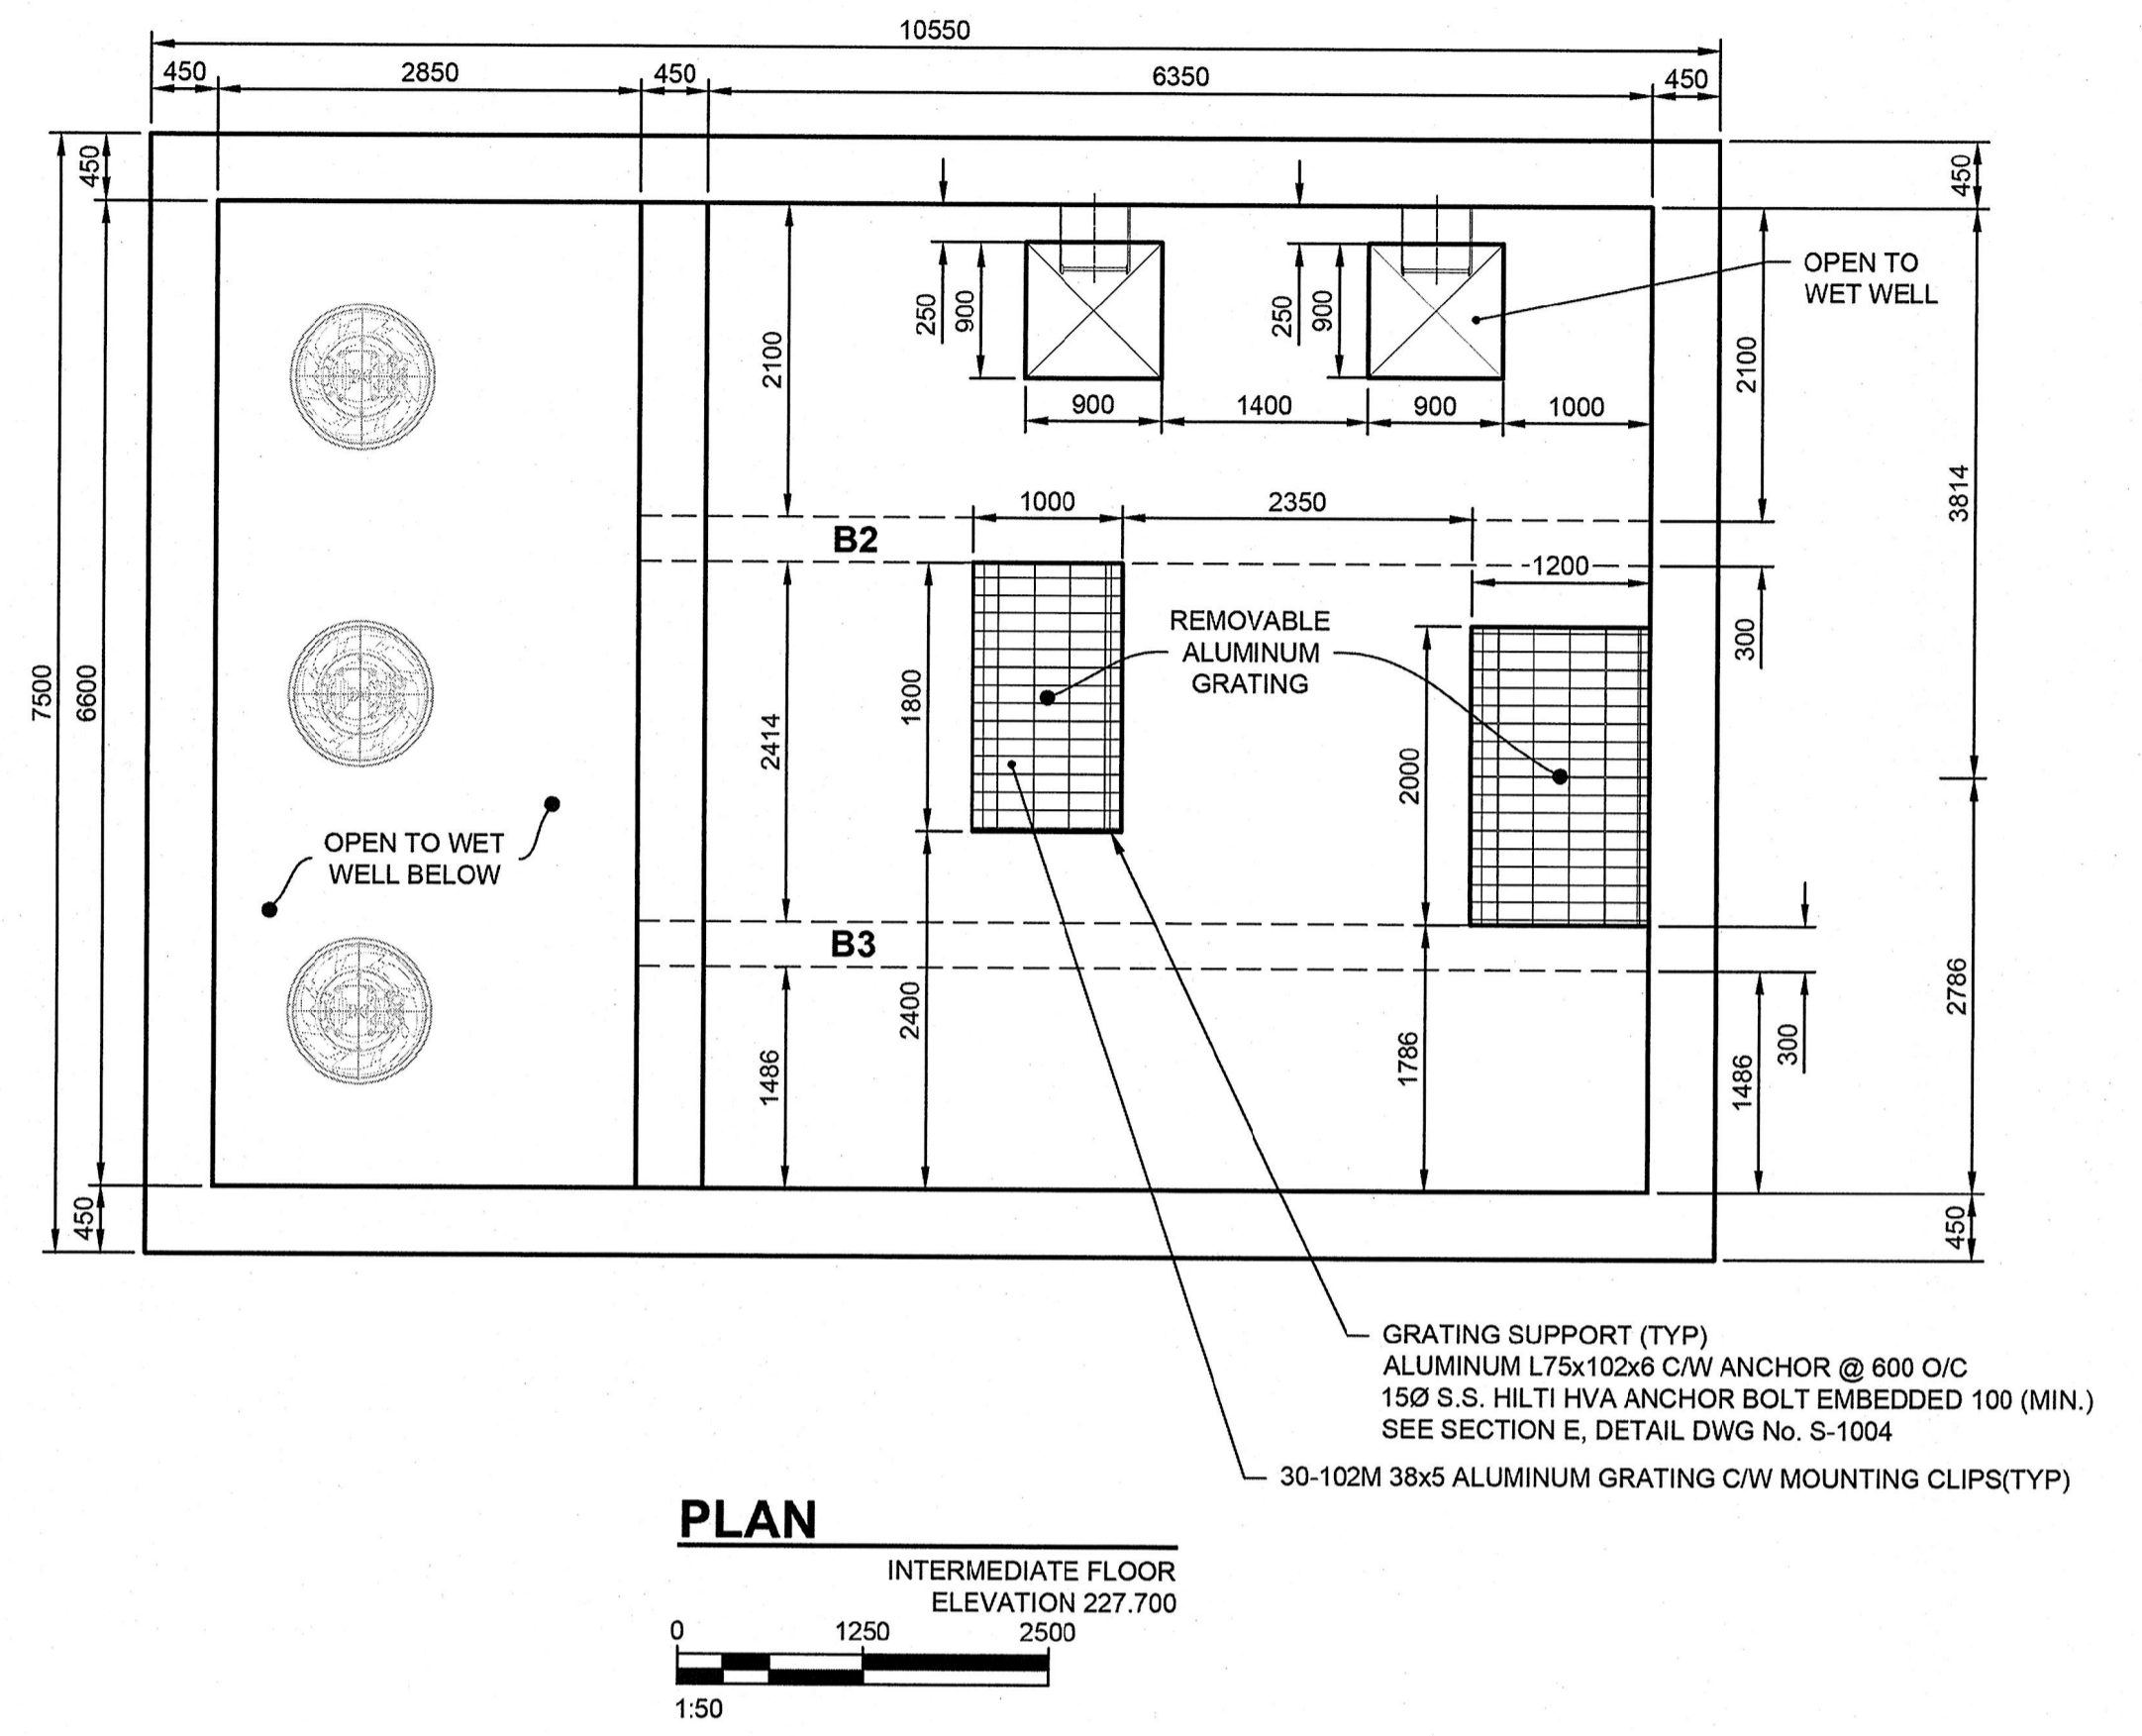 10550
450
2850
450
6350
450
450
450
250
900
250
900
OPEN TO
WET WELL
2100
2100
900
1400
900
1000
3814
1000
2350
B2
1200
REMOVABLE
ALUMINUM
GRATING
300
7500
6600
1800
2414
2000
OPEN TO WET
WELL BELOW
B3
2400
1486
1786
2786
300
1486
450
450
GRATING SUPPORT (TYP)
ALUMINUM L75x102x6 C/W ANCHOR @ 600 O/C
15Ø S.S. HILTI HVA ANCHOR BOLT EMBEDDED 100 (MIN.)
SEE SECTION E, DETAIL DWG No. S-1004
30-102M 38x5 ALUMINUM GRATING C/W MOUNTING CLIPS(TYP)
PLAN
INTERMEDIATE FLOOR
ELEVATION 227.700
0 1250 2500
1:50